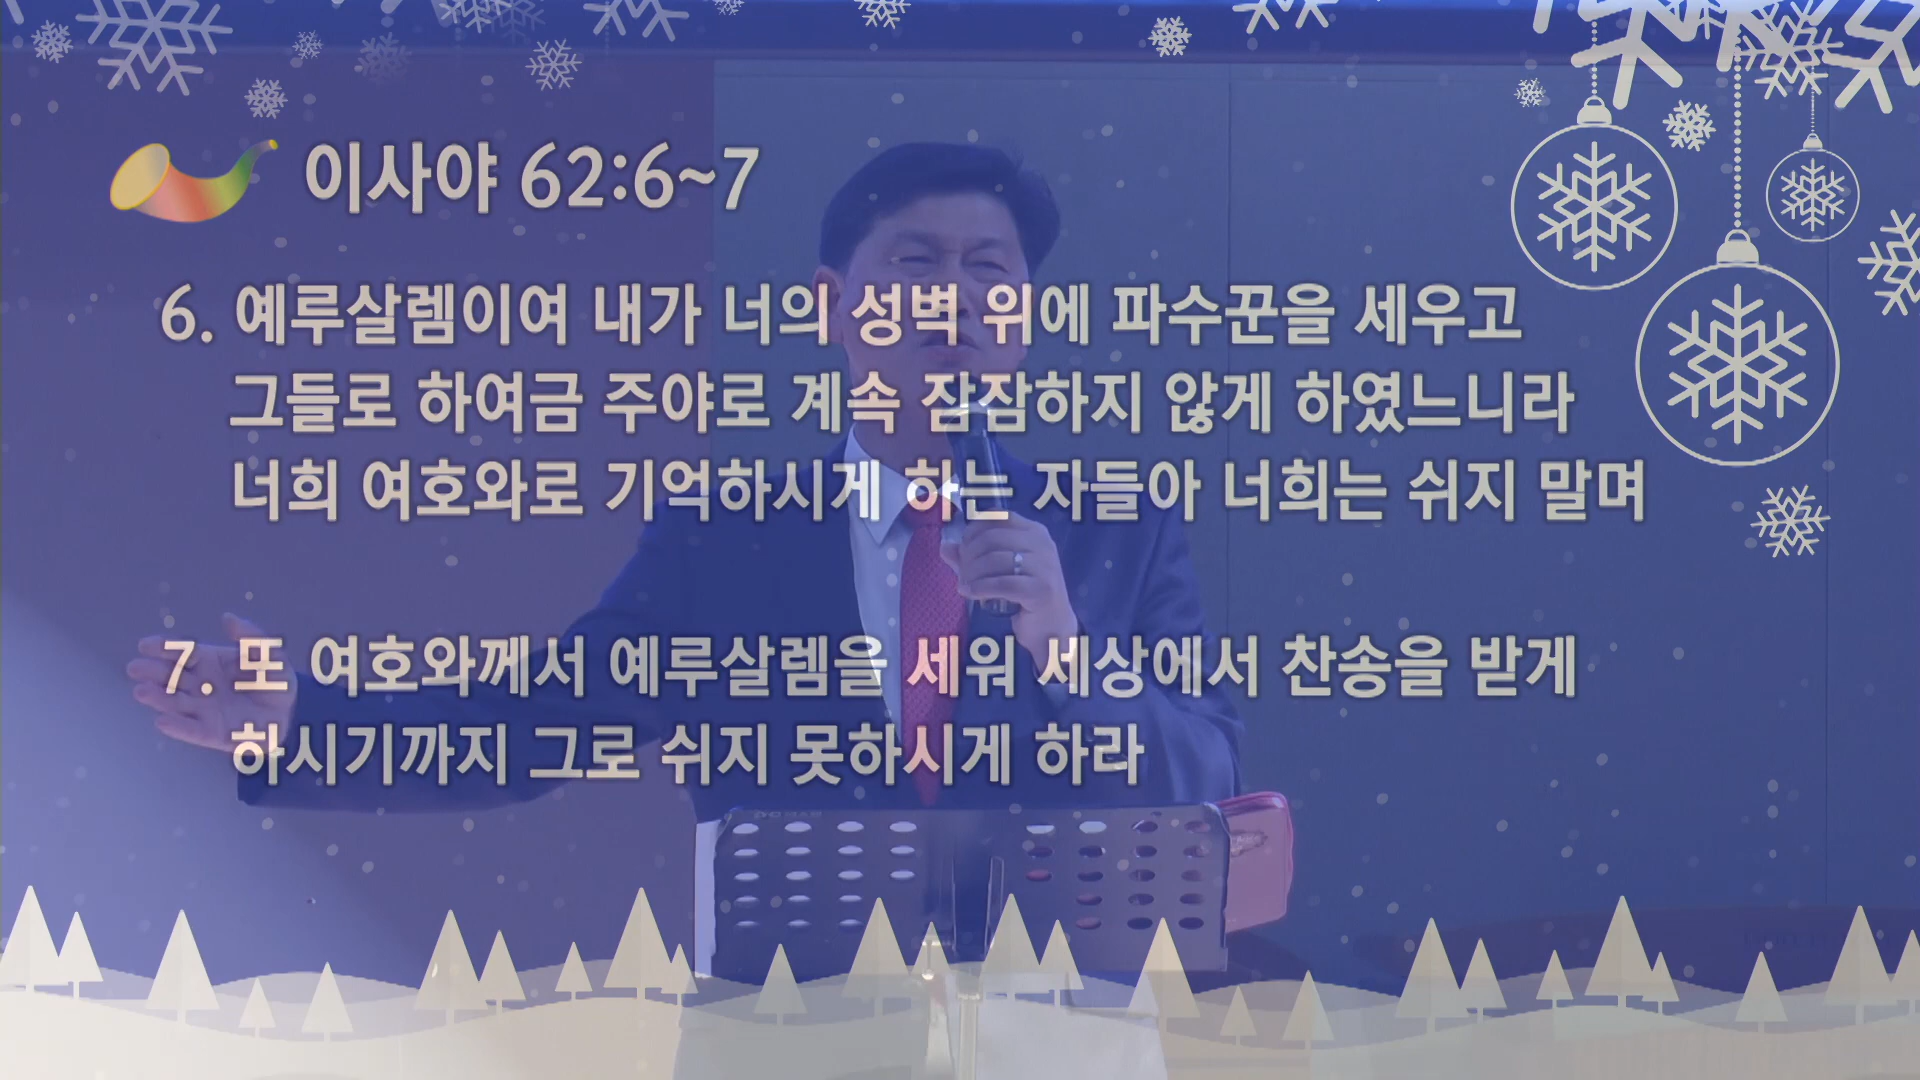 이사야 62:6~7
6. 예루살렘이여 내가 너의 성벽 위에 파수꾼을 세우고
그들로 하여금 주야로 계속 잠잠하지 않게 하였느니라
너희 여호와로 기억하시게 하는 자들아 너희는 쉬지 말며
7. 또 여호와께서 예루살렘을 세워 세상에서 찬송을 받게
하시기까지 그로 쉬지 못하시게 하라